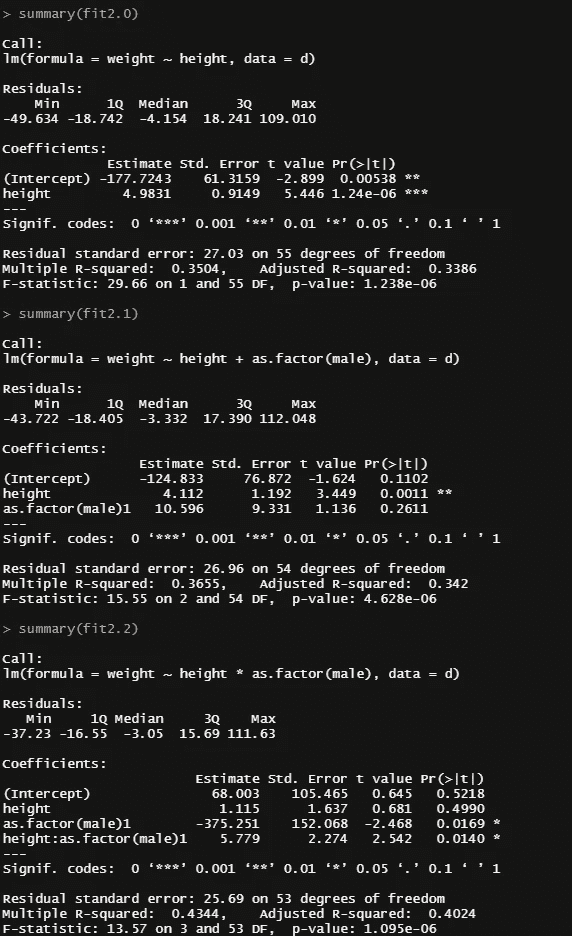 > summary(fit2.0)
Call:
lm(formula = weight ~ height, data = d)
Residuals:
Min 1Q Median 3Q Max
-49.634 -18.742 -4.154 18.241 109.010
Coefficients:
Estimate Std. Error t value Pr(>|t|)
(Intercept) -177.7243 61.3159 -2.899 0.00538 **
height 4.9831 0.9149 5.446 1.24e-06 ***
---
Signif. codes: 0 ‘***’ 0.001 ‘**’ 0.01 ‘*’ 0.05 ‘.’ 0.1 ‘ ’ 1
Residual standard error: 27.03 on 55 degrees of freedom
Multiple R-squared: 0.3504, Adjusted R-squared: 0.3386
F-statistic: 29.66 on 1 and 55 DF, p-value: 1.238e-06
> summary(fit2.1)
Call:
lm(formula = weight ~ height + as.factor(male), data = d)
Residuals:
Min 1Q Median 3Q Max
-43.722 -18.405 -3.332 17.390 112.048
Coefficients:
Estimate Std. Error t value Pr(>|t|)
(Intercept) -124.833 76.872 -1.624 0.1102
height 4.112 1.192 3.449 0.0011 **
as.factor(male)1 10.596 9.331 1.136 0.2611
---
Signif. codes: 0 ‘***’ 0.001 ‘**’ 0.01 ‘*’ 0.05 ‘.’ 0.1 ‘ ’ 1
Residual standard error: 26.96 on 54 degrees of freedom
Multiple R-squared: 0.3655, Adjusted R-squared: 0.342
F-statistic: 15.55 on 2 and 54 DF, p-value: 4.628e-06
> summary(fit2.2)
Call:
lm(formula = weight ~ height * as.factor(male), data = d)
Residuals:
Min 1Q Median 3Q Max
-37.23 -16.55 -3.05 15.69 111.63
Coefficients:
Estimate Std. Error t value Pr(>|t|)
(Intercept) 68.003 105.465 0.645 0.5218
height 1.115 1.637 0.681 0.4990
as.factor(male)1 -375.251 152.068 -2.468 0.0169 *
height:as.factor(male)1 5.779 2.274 2.542 0.0140 *
---
Signif. codes: 0 ‘***’ 0.001 ‘**’ 0.01 ‘*’ 0.05 ‘.’ 0.1 ‘ ’ 1
Residual standard error: 25.69 on 53 degrees of freedom
Multiple R-squared: 0.4344, Adjusted R-squared: 0.4024
F-statistic: 13.57 on 3 and 53 DF, p-value: 1.095e-06